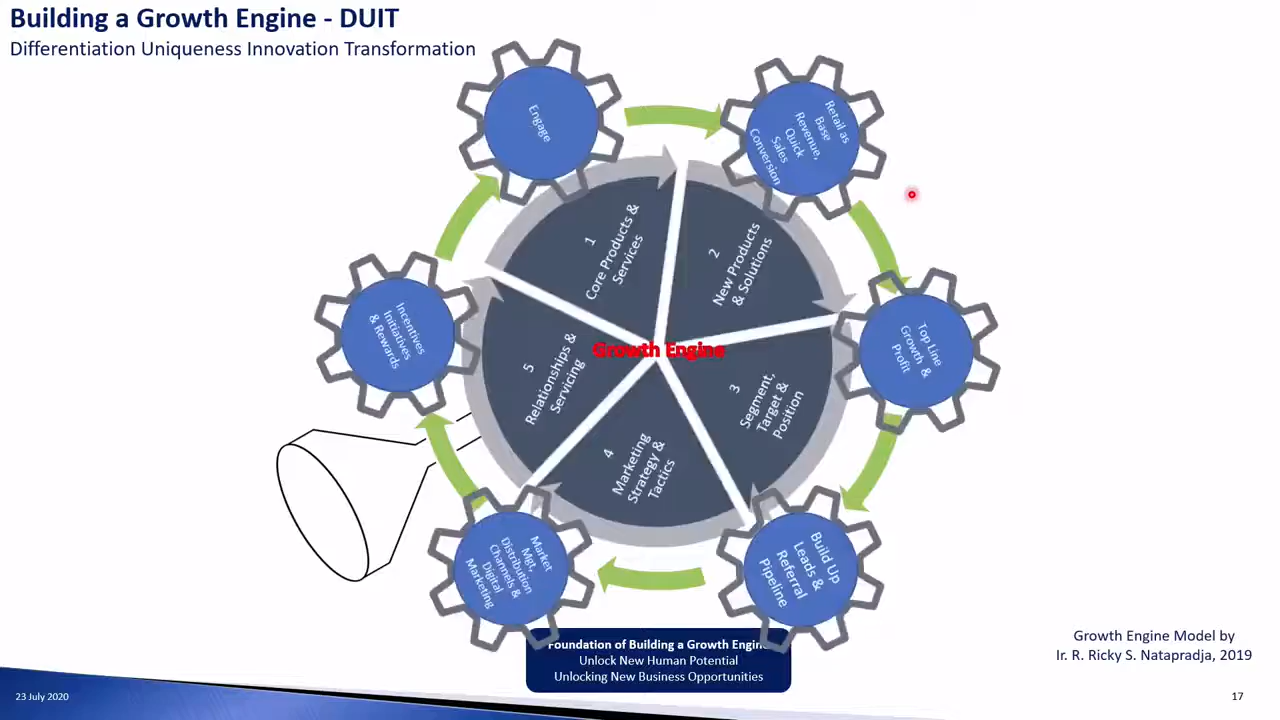 Building a Growth Engine - DUIT
Differentiation Uniqueness Innovation Transformation
Engage
Retail as
Base
Revenue,
Quick
Sales
Conversion
Top Line
Growth &
Profit
Build Up
Leads &
Referral
Pipeline
Market
Mgt,
Distribution
Channels &
Digital
Marketing
Incentives
Initiatives
& Rewards
1
Core Products &
Services
2
New Products
& Solutions
3
Segment,
Target &
Position
4
Marketing
Strategy &
Tactics
5
Relationships &
Servicing
Growth Engine
Foundation of Building a Growth Engine
Unlock New Human Potential
Unlocking New Business Opportunities
Growth Engine Model by
Ir. R. Ricky S. Natapradja, 2019
23 July 2020
17